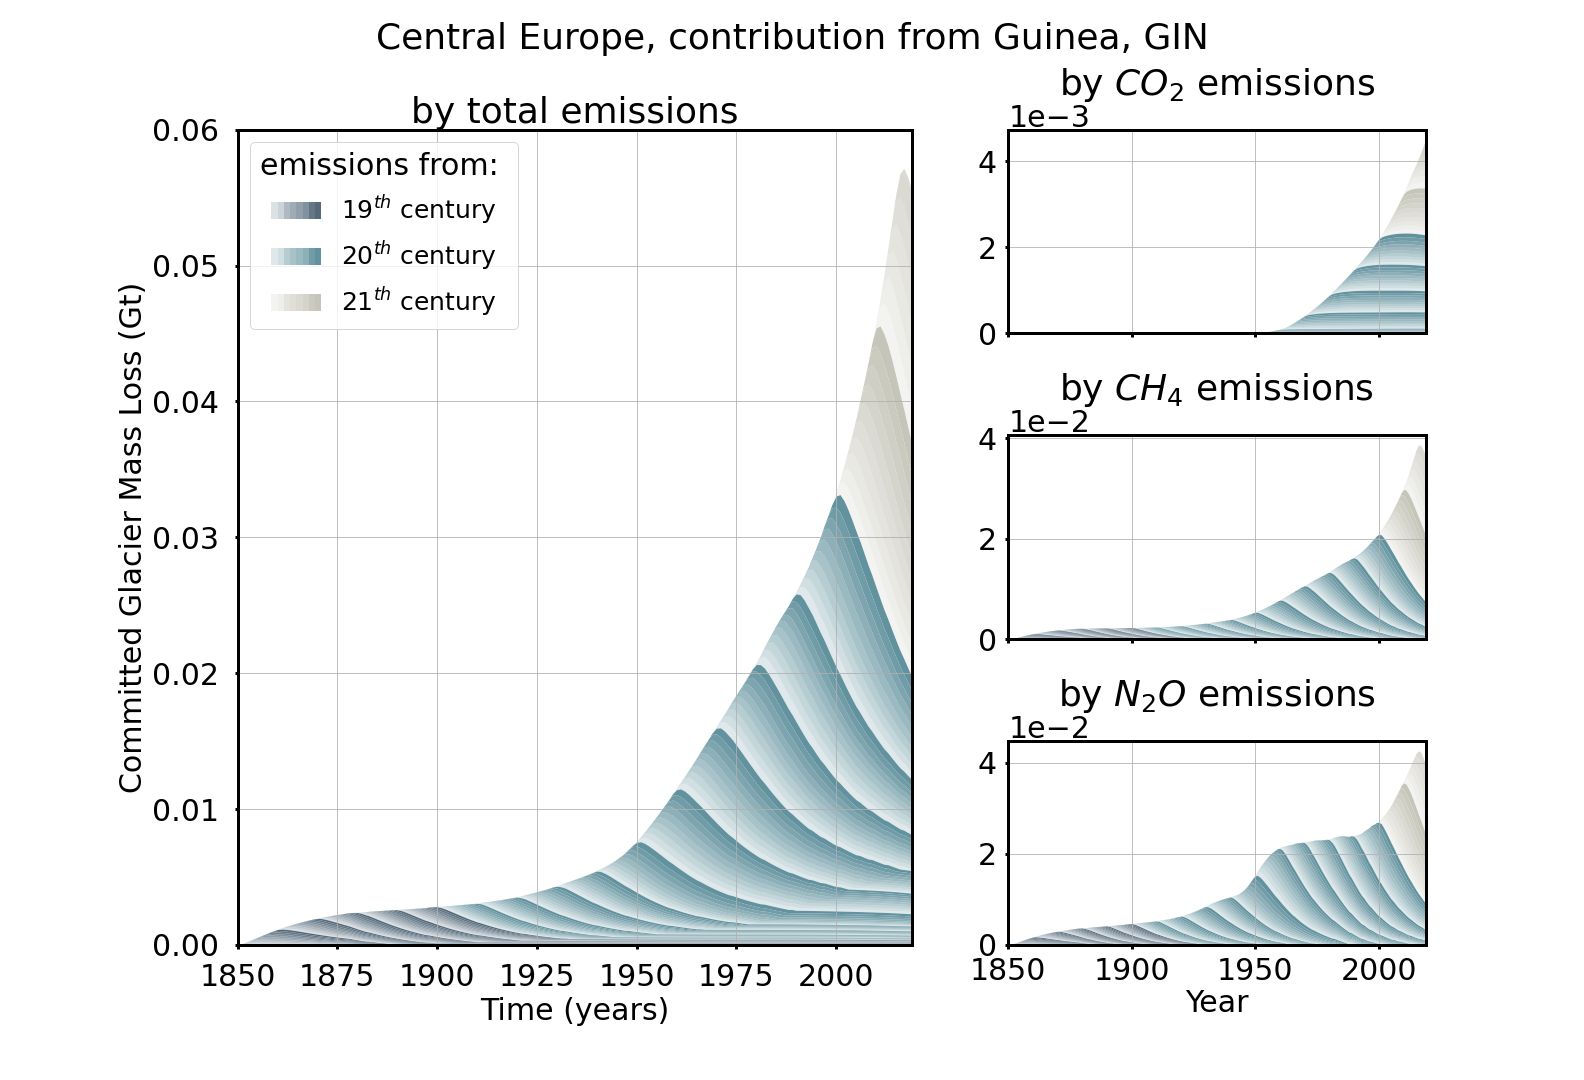 Central Europe, contribution from Guinea, GIN
by total emissions
0.06
0.05
0.04
0.03
0.02
0.01
0.00
Committed Glacier Mass Loss (Gt)
emissions from:
19th century
20th century
21th century
1850 1875 1900 1925 1950 1975 2000
Time (years)
by CO2 emissions
1e−3
4
2
0
by CH4 emissions
1e−2
4
2
0
by N2O emissions
1e−2
4
2
0
1850 1900 1950 2000
Year